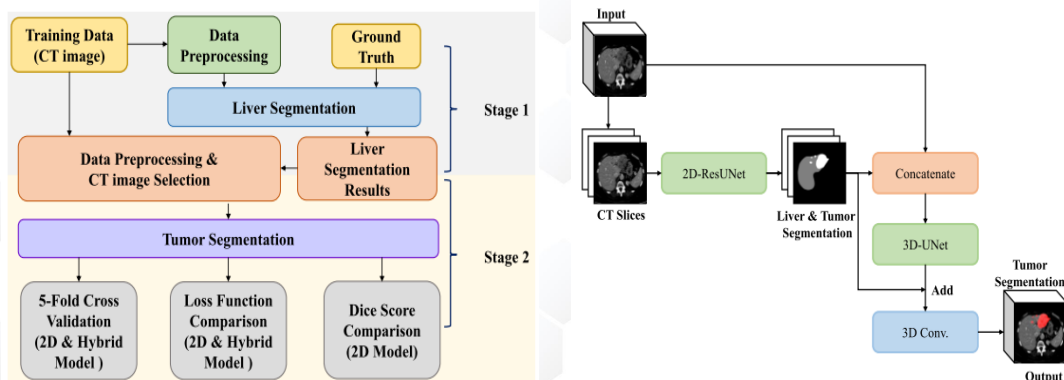 Training Data
(CT image)
Data
Preprocessing
Ground
Truth
Liver Segmentation
Stage 1
Data Preprocessing &
CT image Selection
Liver
Segmentation
Results
Tumor Segmentation
Stage 2
5-Fold Cross
Validation
(2D & Hybrid
Model )
Loss Function
Comparison
(2D & Hybrid
Model )
Dice Score
Comparison
(2D Model)
Input
CT Slices
2D-ResUNet
Liver & Tumor
Segmentation
Concatenate
3D-UNet
Add
3D Conv.
Tumor
Segmentation
Output